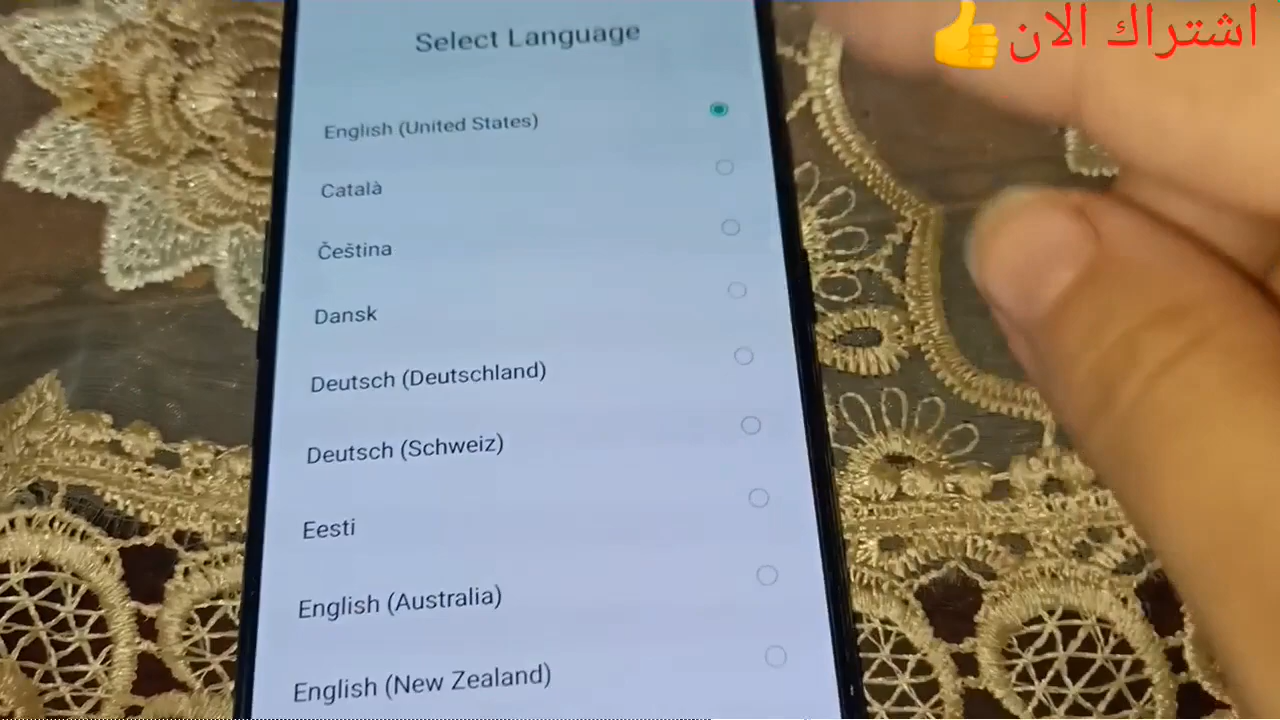 اشتراك الان👍
Select Language
English (United States)
Català
Čeština
Dansk
Deutsch (Deutschland)
Deutsch (Schweiz)
Eesti
English (Australia)
English (New Zealand)